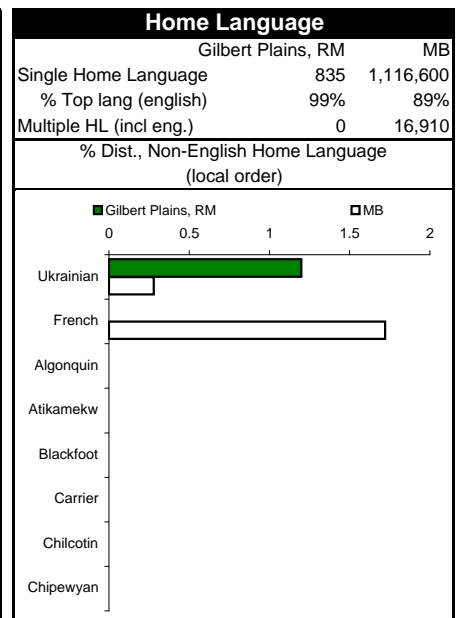 Home Language
Gilbert Plains, RM MB
Single Home Language 835 1,116,600
% Top lang (english) 99% 89%
Multiple HL (incl eng.) 0 16,910
% Dist., Non-English Home Language
(local order)
Gilbert Plains, RM MB
0 0.5 1 1.5 2
Ukrainian
French
Algonquin
Atikamekw
Blackfoot
Carrier
Chilcotin
Chipewyan